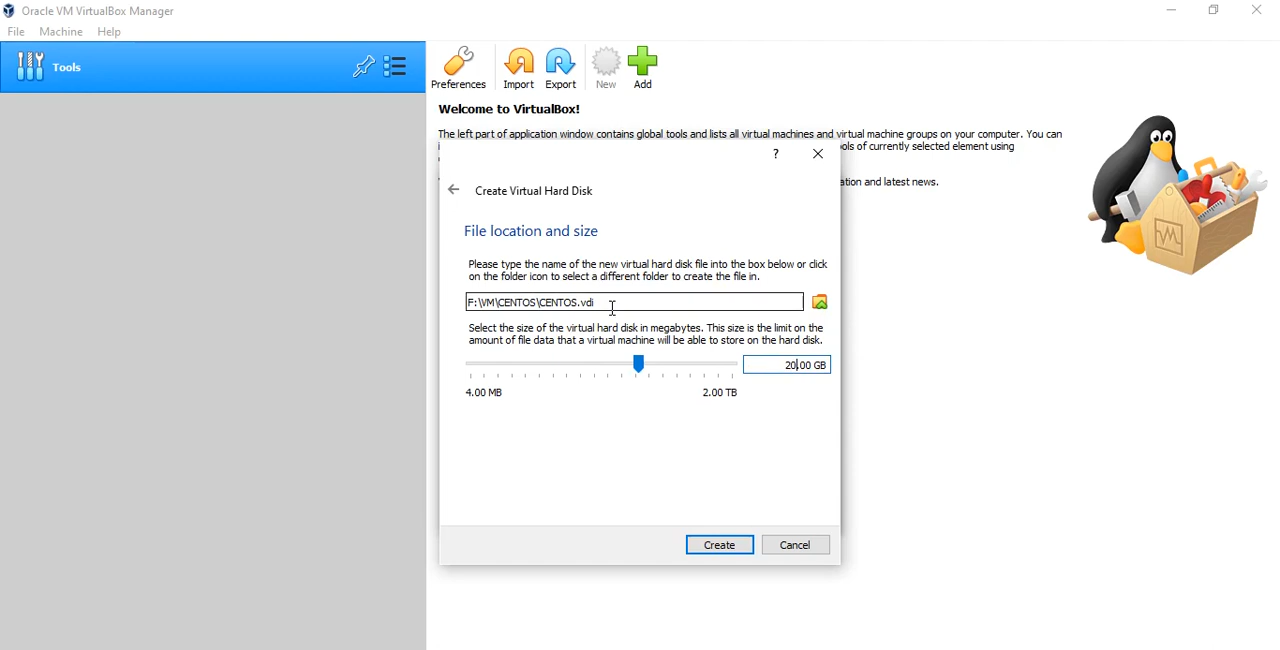 Oracle VM VirtualBox Manager
File Machine Help
Tools
Preferences Import Export New Add
Welcome to VirtualBox!
The left part of application window contains global tools and lists all virtual machines and virtual machine groups on your computer. You can
ols of currently selected element using
ation and latest news.
?
Create Virtual Hard Disk
File location and size
Please type the name of the new virtual hard disk file into the box below or click
on the folder icon to select a different folder to create the file in.
F:\VM\CENTOS\CENTOS.vdi
Select the size of the virtual hard disk in megabytes. This size is the limit on the
amount of file data that a virtual machine will be able to store on the hard disk.
20.00 GB
4.00 MB 2.00 TB
Create Cancel